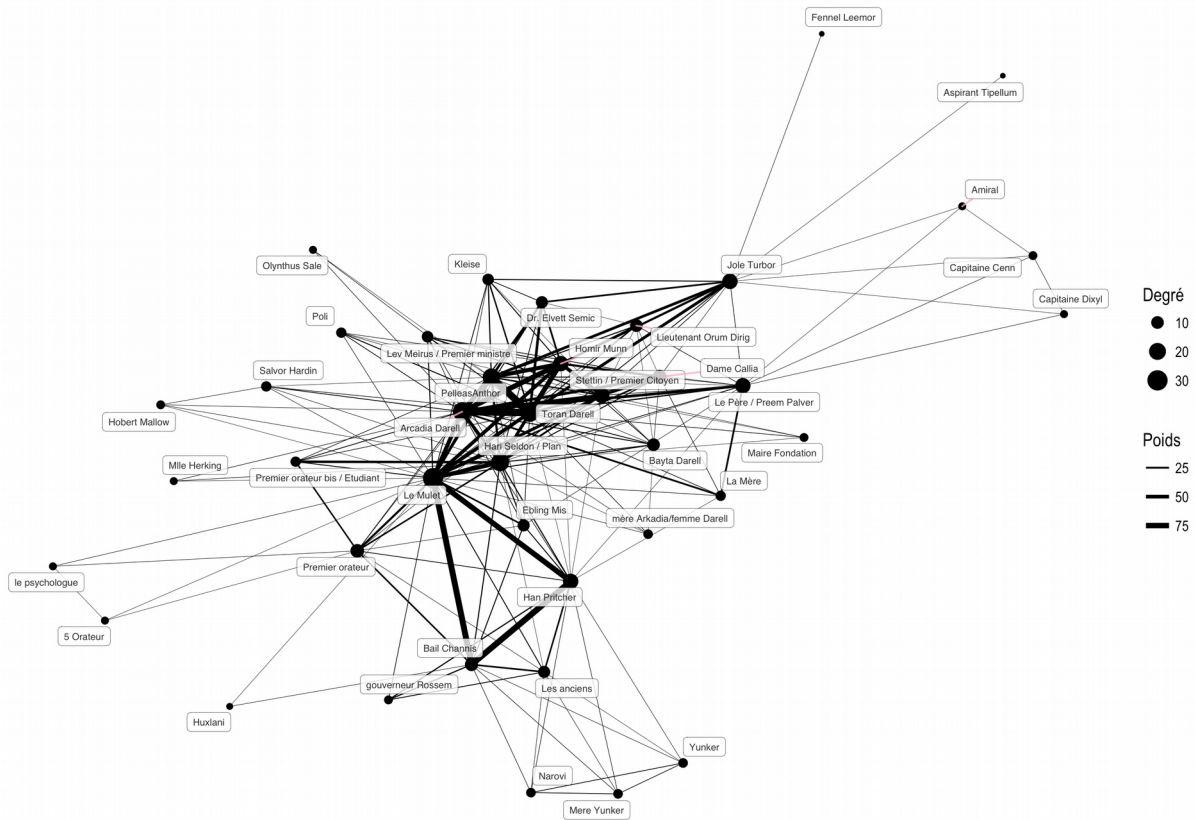 Fennel Leemor
Aspirant Tipellum
Amiral
Olynthus Sale
Kleise
Jole Turbor
Capitaine Cenn
Capitaine Dixyl
Degré
10
20
30
Poli
Dr. Elvett Semic
Lieutenant Orum Dirig
Lev Meirus / Premier ministre
Homir Munn
Dame Callia
Salvor Hardin
Stettin / Premier Citoyen
PelleasAnthor
Le Père / Preem Palver
Hobert Mallow
Arcadia Darell
Toran Darell
Poids
25
50
75
Han Seldon / Plan
Maire Fondation
Bayta Darell
Mlle Herking
Premier orateur bis / Etudiant
La Mère
Le Mulet
Ebling Mis
mère Arkadia/femme Darell
Premier orateur
le psychologue
Han Pritcher
5 Orateur
Bail Channis
gouverneur Rossem
Les anciens
Huxlani
Yunker
Narovi
Mere Yunker